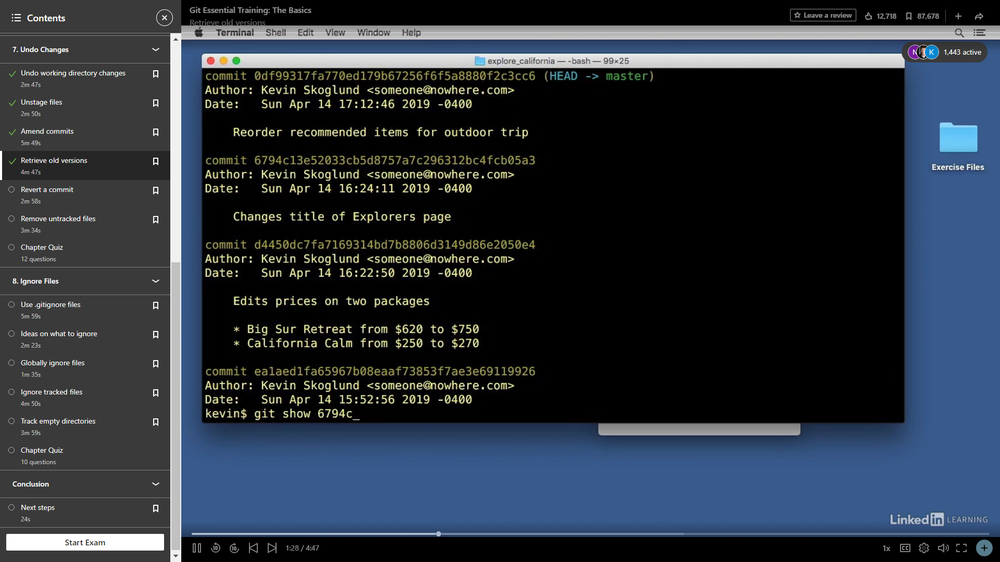 Contents
7. Undo Changes
Undo working directory changes
2m 47s
Unstage files
2m 50s
Amend commits
5m 49s
Retrieve old versions
4m 47s
Revert a commit
2m 58s
Remove untracked files
3m 34s
Chapter Quiz
12 questions
8. Ignore Files
Use .gitignore files
5m 59s
Ideas on what to ignore
2m 23s
Globally ignore files
1m 35s
Ignore tracked files
4m 50s
Track empty directories
3m 59s
Chapter Quiz
10 questions
Conclusion
Next steps
24s
Start Exam
Git Essential Training: The Basics
Retrieve old versions
Leave a review
12,718
87,678
Terminal Shell Edit View Window Help
N K 1,443 active
explore_california — -bash — 99×25
commit 0df99317fa770ed179b67256f6f5a8880f2c3cc6 (HEAD -> master)
Author: Kevin Skoglund <someone@nowhere.com>
Date:   Sun Apr 14 17:12:46 2019 -0400
Reorder recommended items for outdoor trip
commit 6794c13e52033cb5d8757a7c296312bc4fcb05a3
Author: Kevin Skoglund <someone@nowhere.com>
Date:   Sun Apr 14 16:24:11 2019 -0400
Changes title of Explorers page
commit d4450dc7fa7169314bd7b8806d3149d86e2050e4
Author: Kevin Skoglund <someone@nowhere.com>
Date:   Sun Apr 14 16:22:50 2019 -0400
Edits prices on two packages
* Big Sur Retreat from $620 to $750
* California Calm from $250 to $270
commit ea1aed1fa65967b08eaaf73853f7ae3e69119926
Author: Kevin Skoglund <someone@nowhere.com>
Date:   Sun Apr 14 15:52:56 2019 -0400
kevin$ git show 6794c_
Exercise Files
LinkedIn LEARNING
10
10
1:28 / 4:47
1x
CC